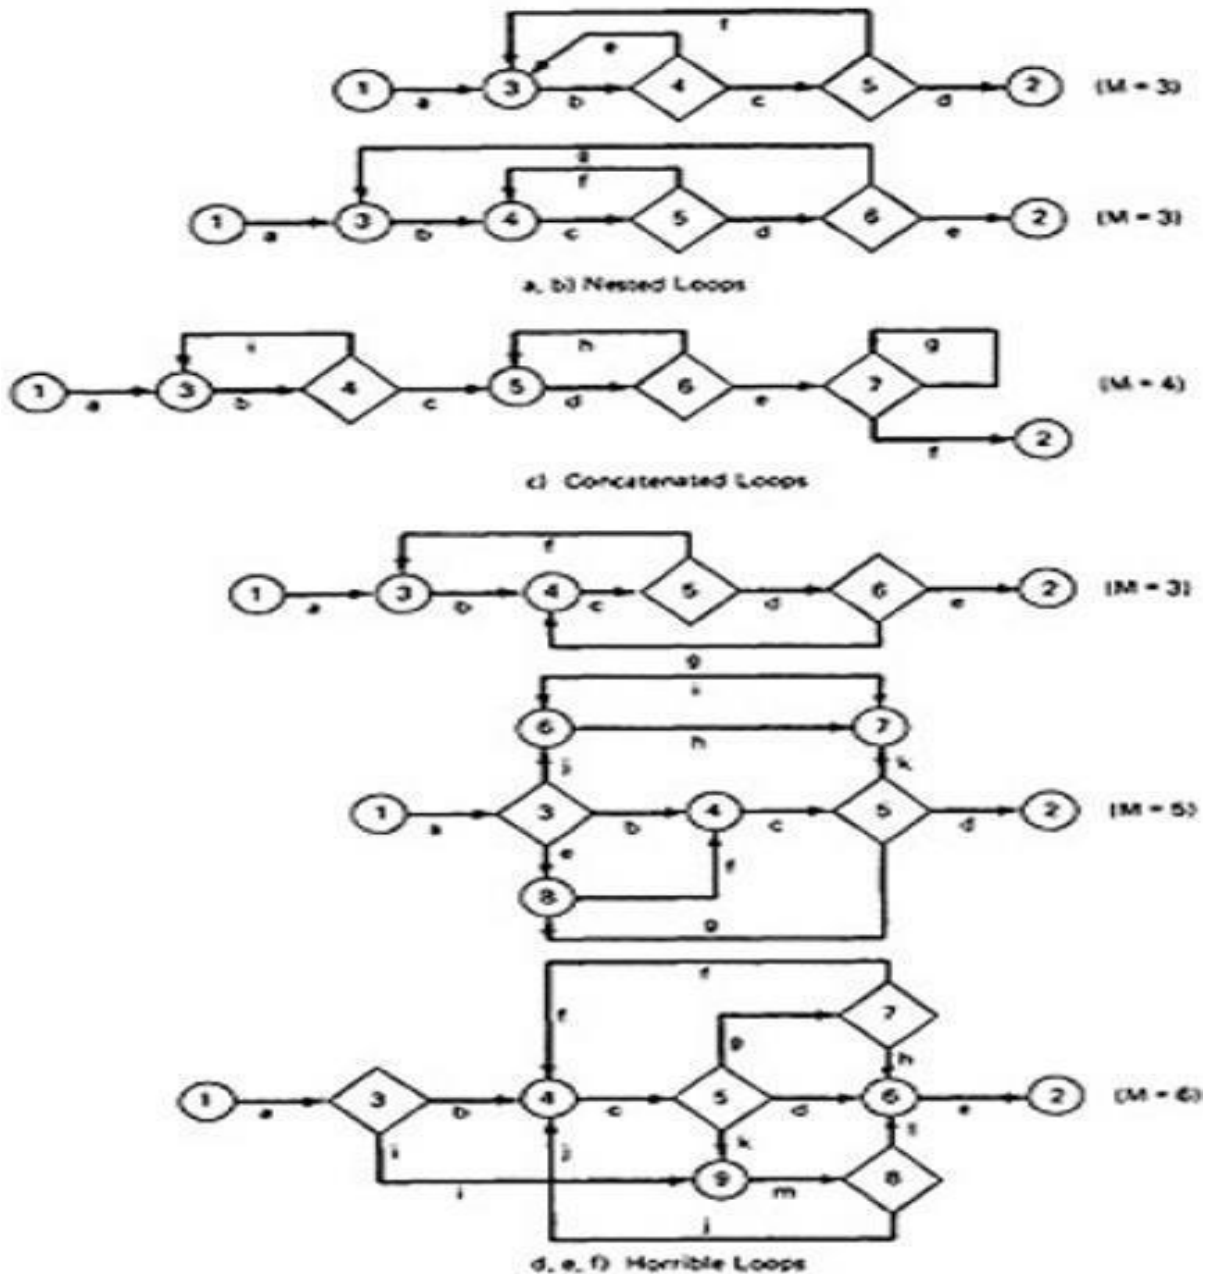 f
e
1 a 3 b 4 c 5 d 2 (M = 3)
g
f
1 a 3 b 4 c 5 d 6 e 2 (M = 3)
a, b) Nested Loops
i h g
1 a 3 b 4 c 5 d 6 e 7 (M = 4)
f 2
c) Concatenated Loops
f
1 a 3 b 4 c 5 d 6 e 2 (M = 3)
g
i
6 h 7
j k
1 a 3 b 4 c 5 d 2 (M = 5)
e f
8
g
f
f g 7
h
1 a 3 b 4 c 5 d 6 e 2 (M = 6)
i j k l
i 9 m 8
j
d, e, f) Horrible Loops